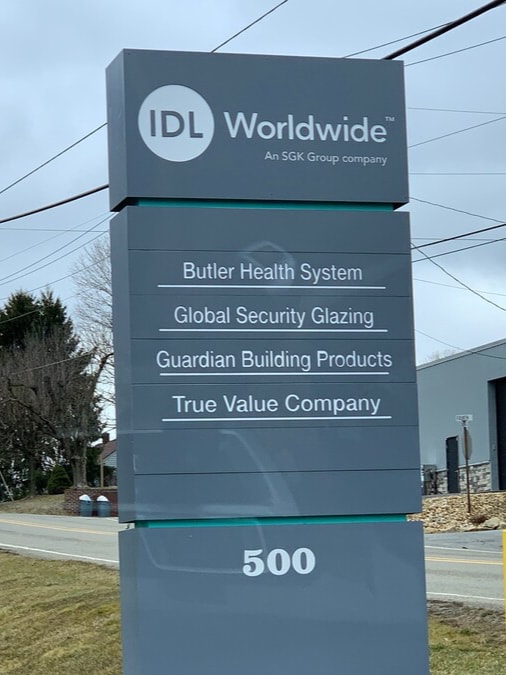 IDL Worldwide™
An SGK Group company
Butler Health System
Global Security Glazing
Guardian Building Products
True Value Company
500